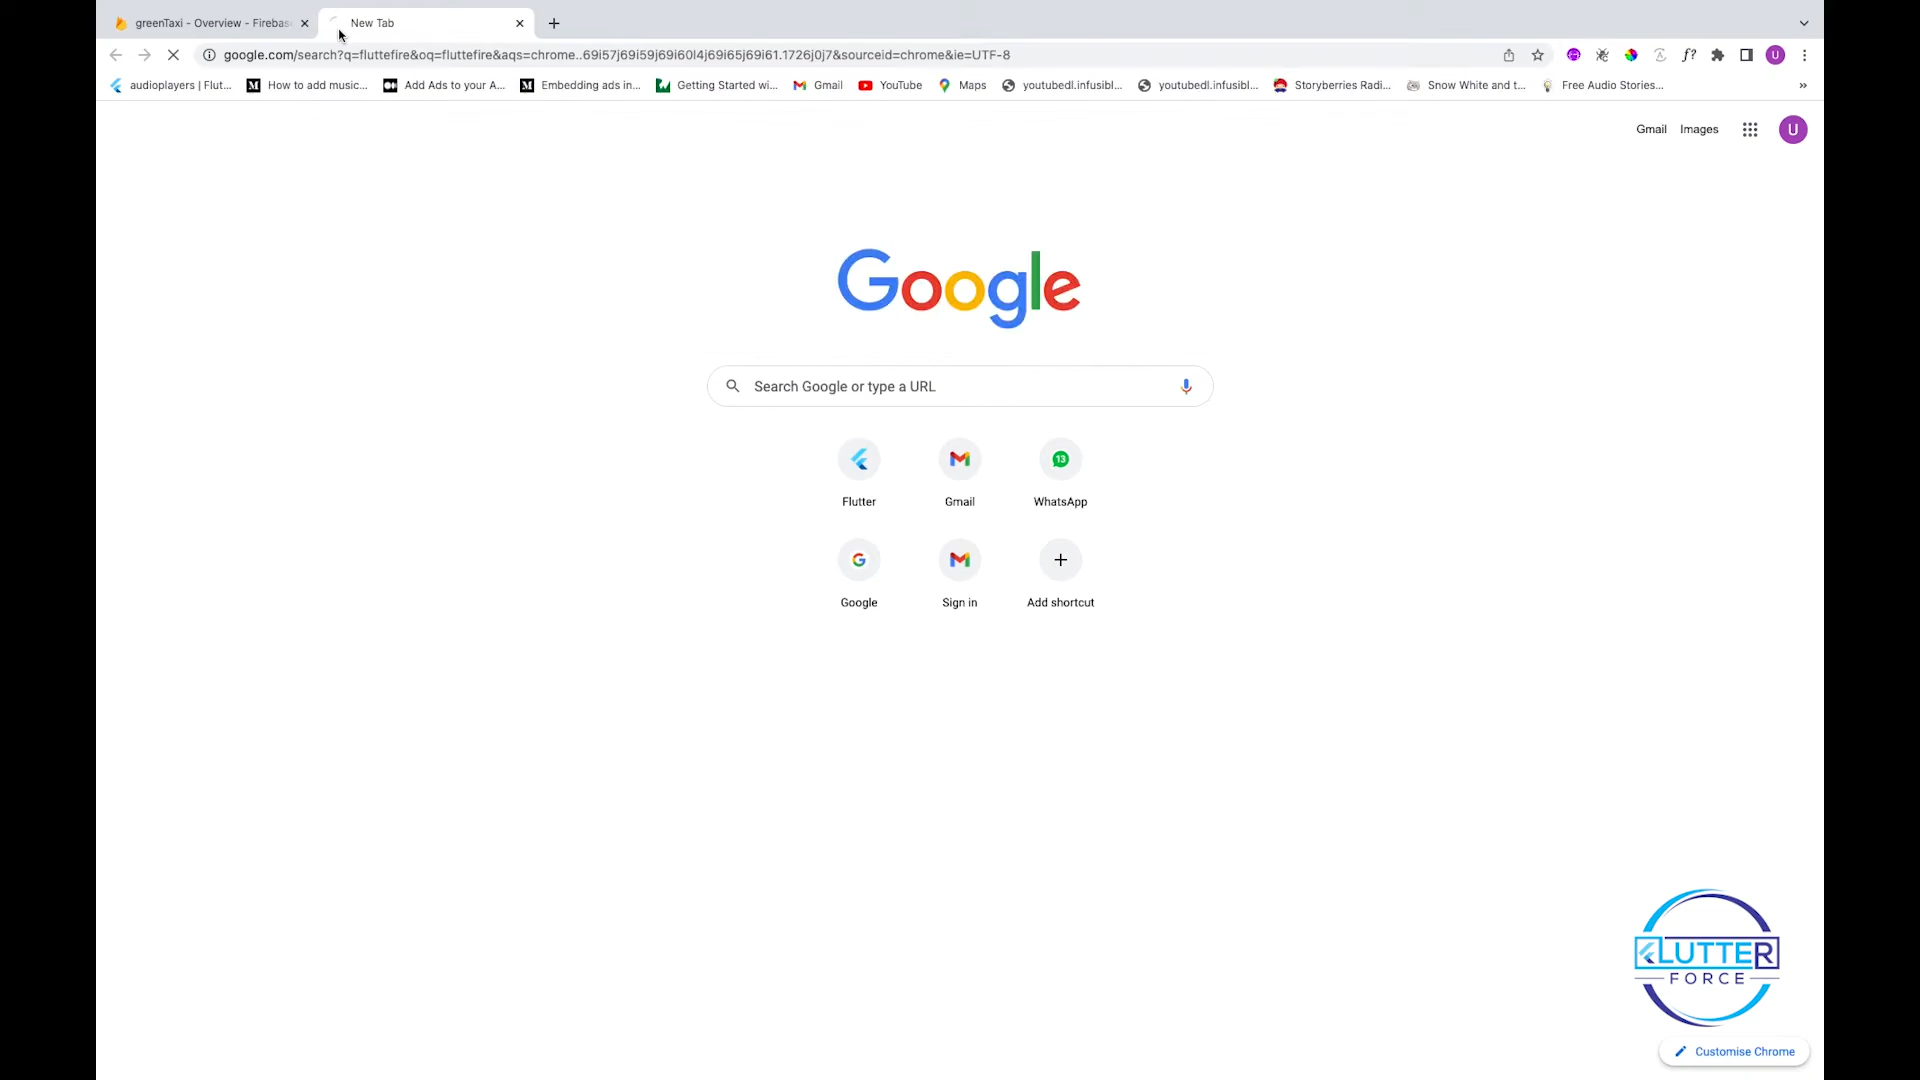 greenTaxi - Overview - Firebas
New Tab
google.com/search?q=fluttefire&oq=fluttefire&aqs=chrome..69i57j69i59j69i60l4j69i65j69i61.1726j0j7&sourceid=chrome&ie=UTF-8
f?
U
audioplayers | Flut...
How to add music...
Add Ads to your A...
Embedding ads in...
Getting Started wi...
Gmail
YouTube
Maps
youtubedl.infusibl...
youtubedl.infusibl...
Storyberries Radi...
Snow White and t...
Free Audio Stories...
Gmail
Images
U
Google
Search Google or type a URL
13
Flutter
Gmail
WhatsApp
Google
Sign in
Add shortcut
FLUTTER
FORCE
Customise Chrome